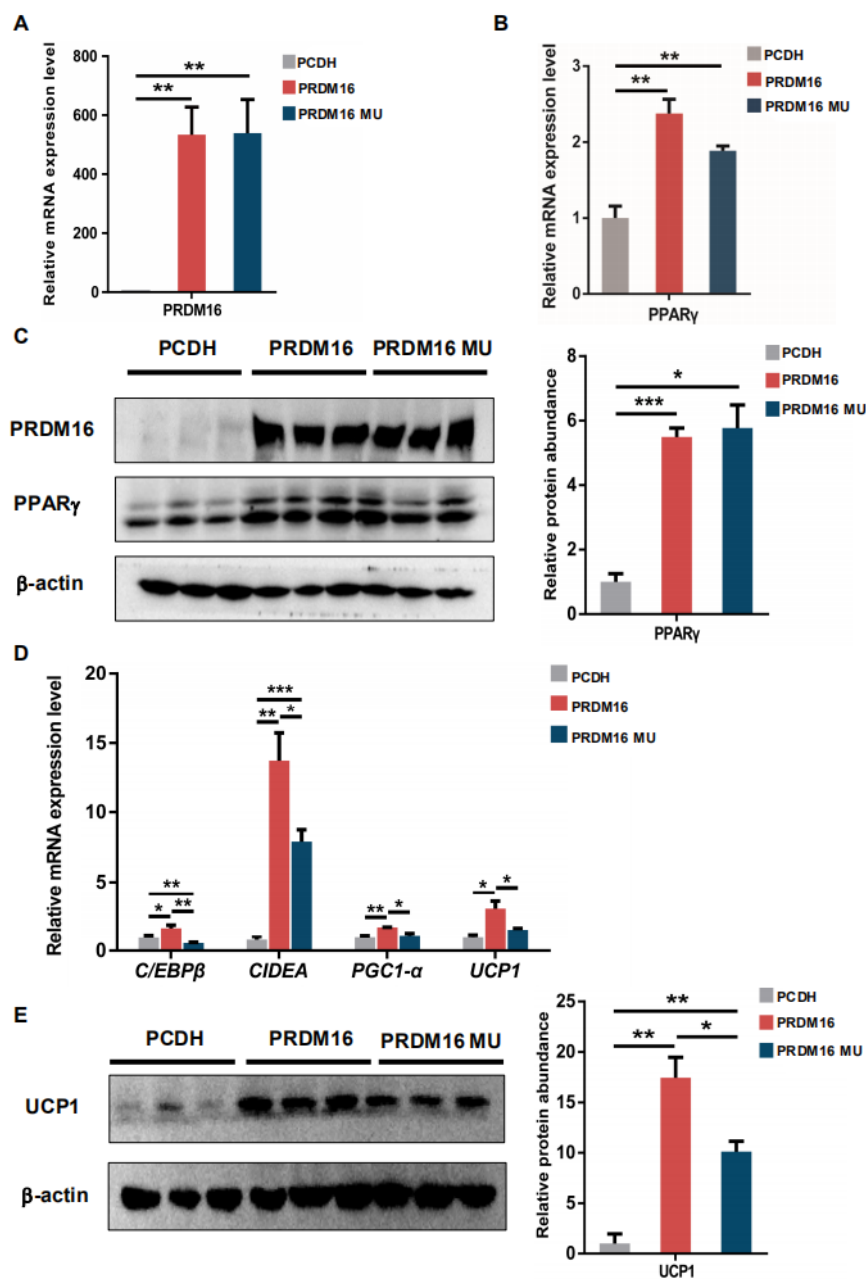 A
Relative mRNA expression level
800
600
400
200
0
**
**
PRDM16
PCDH
PRDM16
PRDM16 MU
B
Relative mRNA expression level
3
2
1
0
**
**
PPARγ
PCDH
PRDM16
PRDM16 MU
C
PCDH PRDM16 PRDM16 MU
PRDM16
PPARγ
β-actin
Relative protein abundance
8
6
4
2
0
*
***
PPARγ
PCDH
PRDM16
PRDM16 MU
D
Relative mRNA expression level
20
15
10
5
0
**
* **
***
** *
** *
* *
C/EBPβ CIDEA PGC1-α UCP1
PCDH
PRDM16
PRDM16 MU
E
PCDH PRDM16 PRDM16 MU
UCP1
β-actin
Relative protein abundance
25
20
15
10
5
0
**
** *
UCP1
PCDH
PRDM16
PRDM16 MU